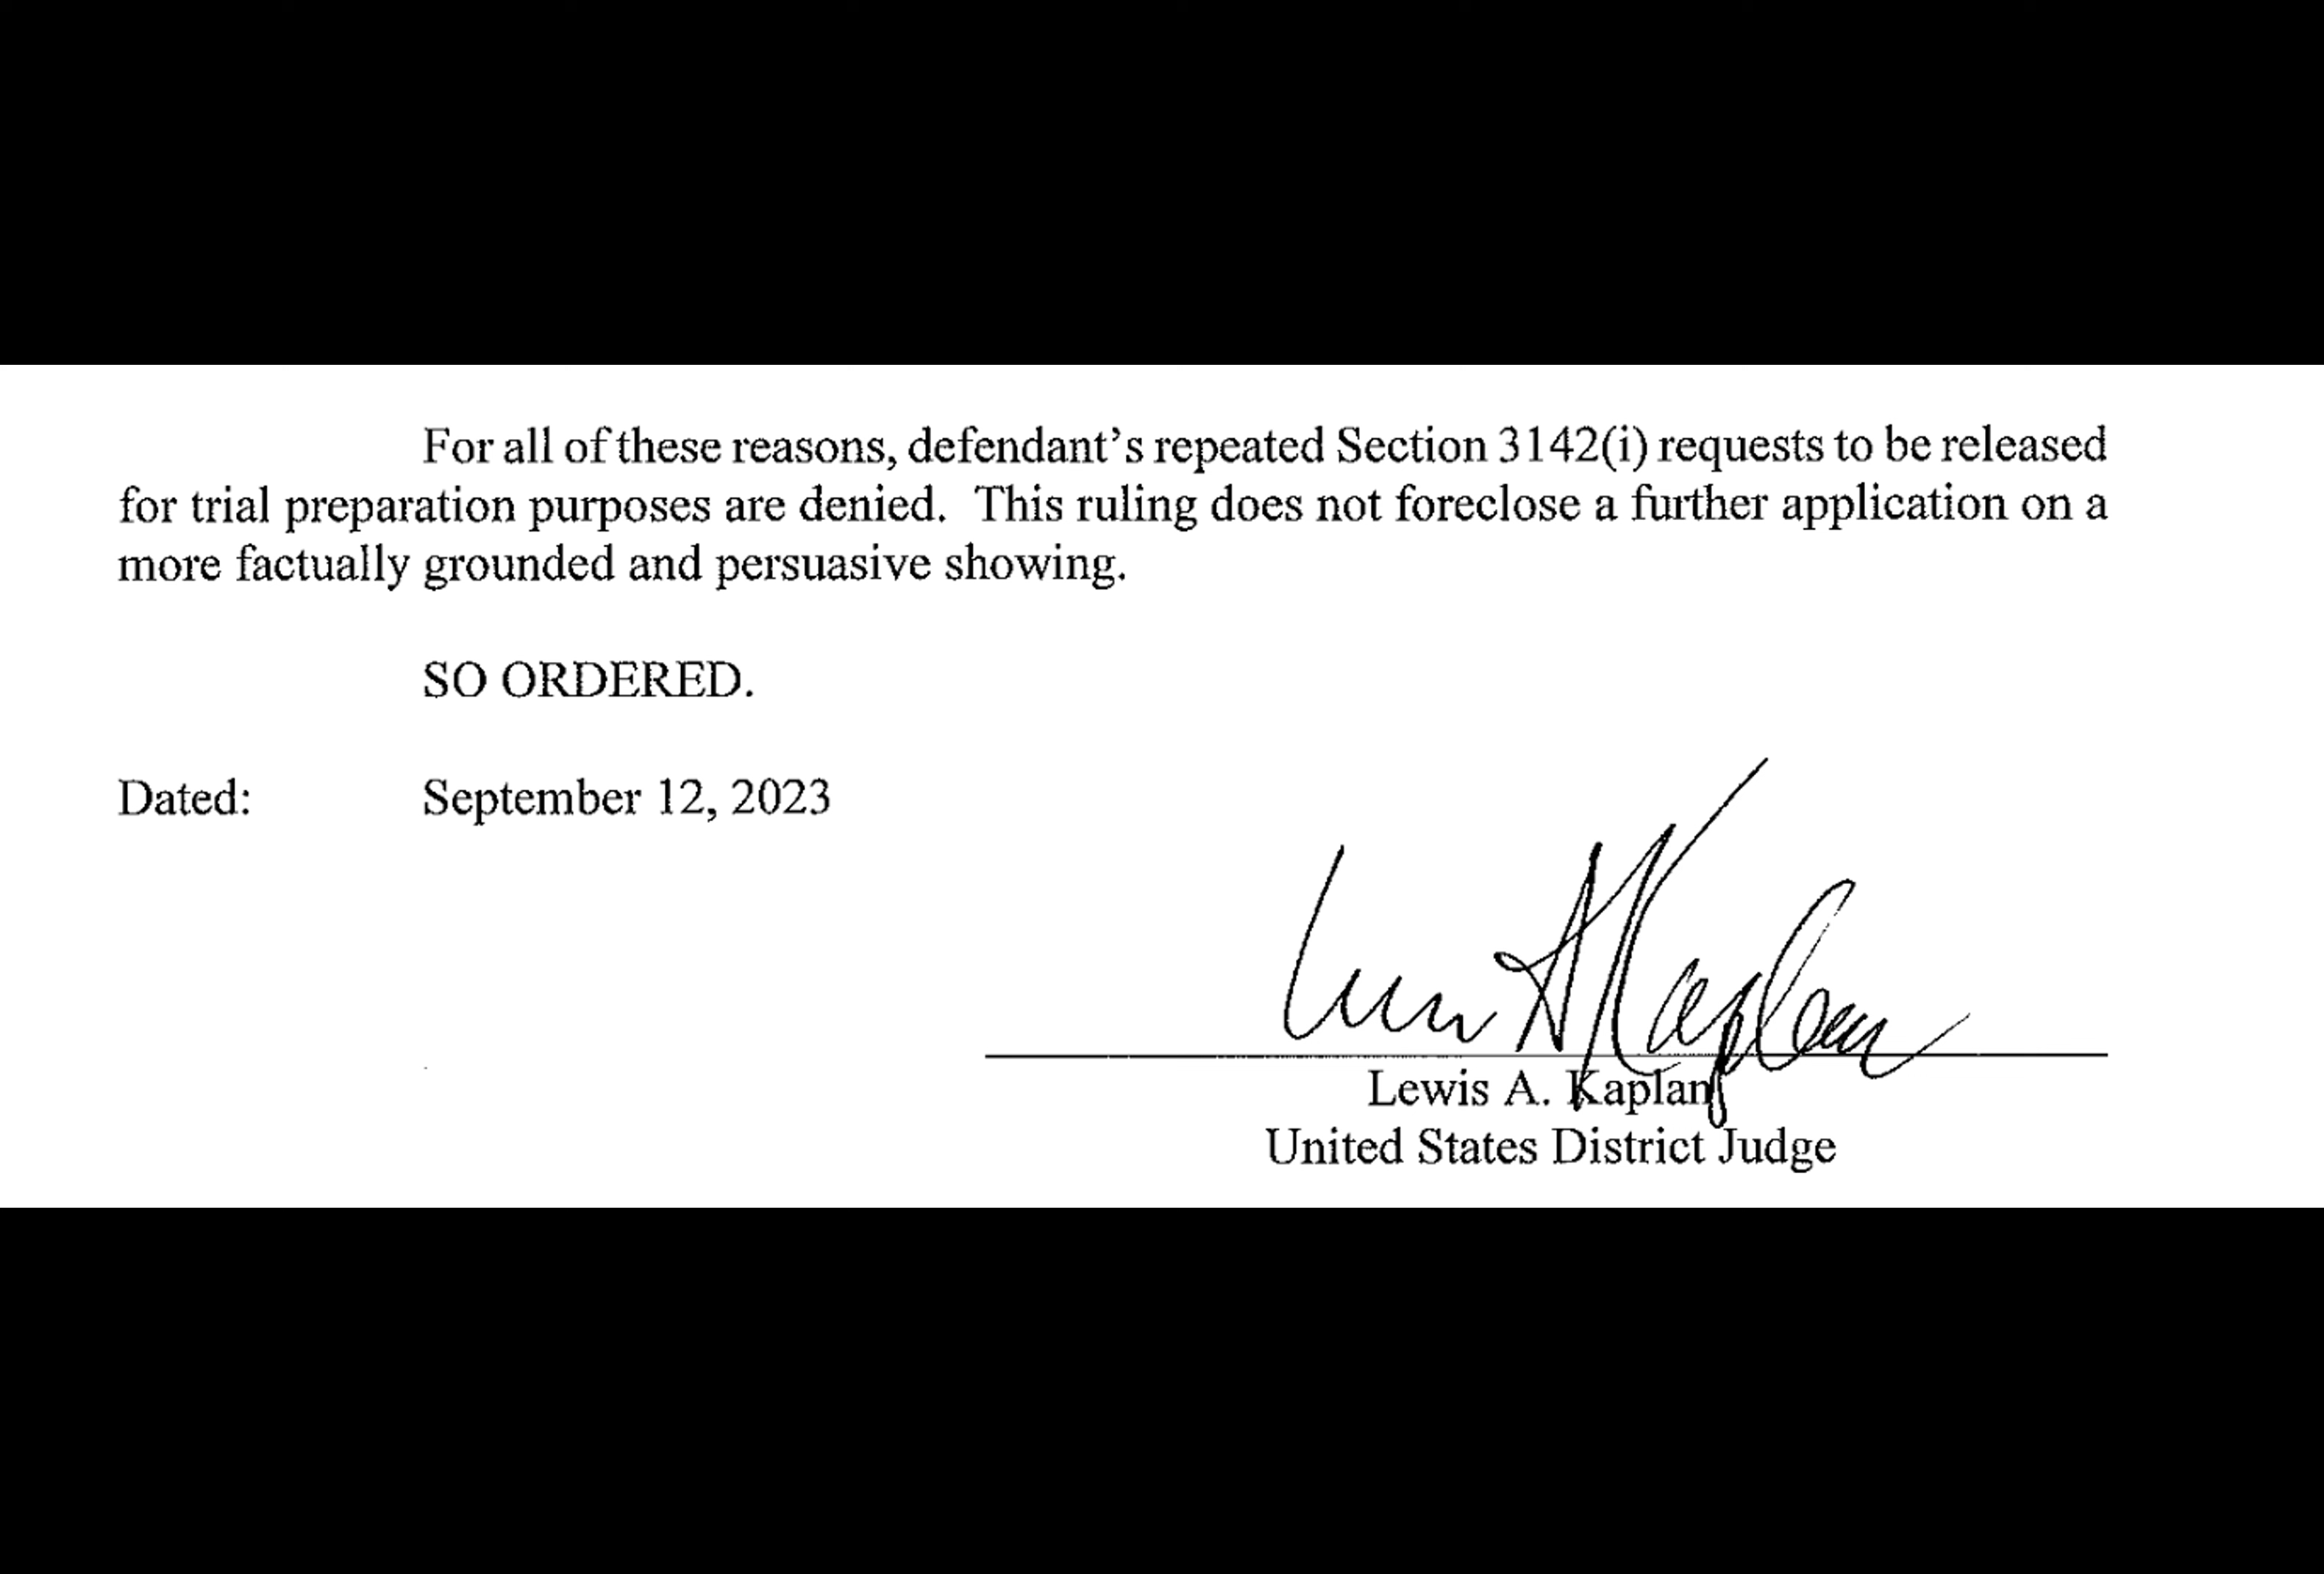 For all of these reasons, defendant's repeated Section 3142(i) requests to be released
for trial preparation purposes are denied. This ruling does not foreclose a further application on a
more factually grounded and persuasive showing.
SO ORDERED.
Dated: September 12, 2023
Lewis A. Kaplan
Lewis A. Kaplan
United States District Judge